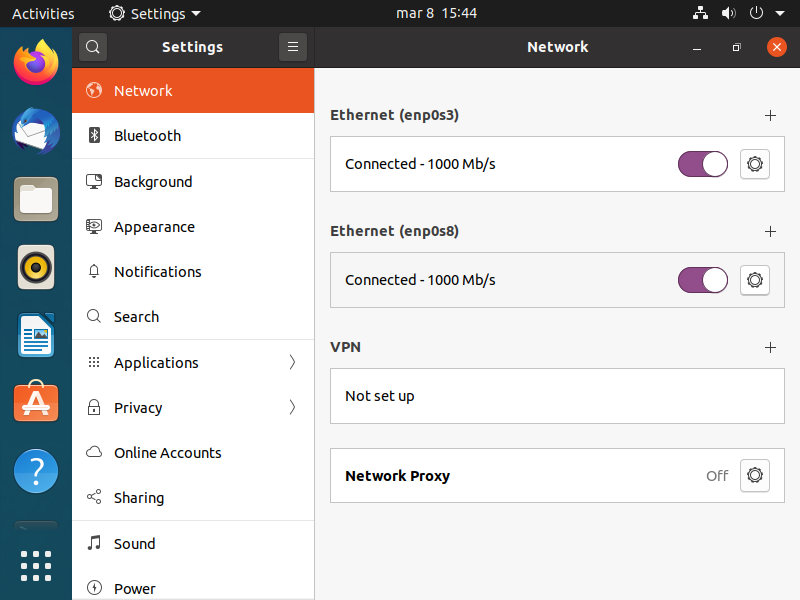 Activities
Settings
mar 8 15:44
Settings
Network
Network
Bluetooth
Background
Appearance
Notifications
Search
Applications
Privacy
Online Accounts
Sharing
Sound
Power
Ethernet (enp0s3)
Connected - 1000 Mb/s
Ethernet (enp0s8)
Connected - 1000 Mb/s
VPN
Not set up
Network Proxy
Off